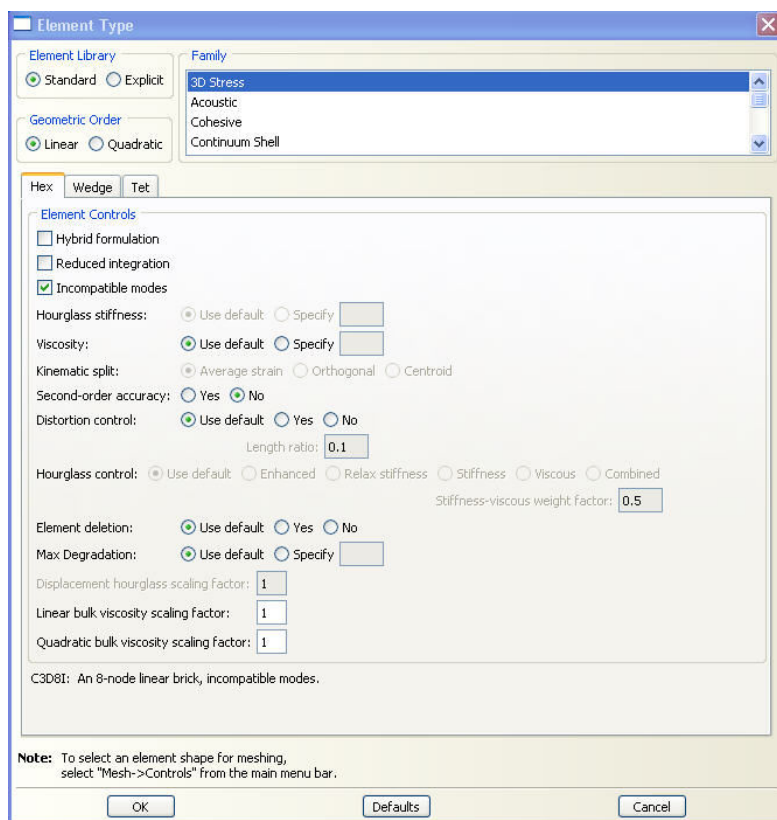 Element Type
Element Library
Standard Explicit
Family
3D Stress
Acoustic
Cohesive
Continuum Shell
Geometric Order
Linear Quadratic
Hex Wedge Tet
Element Controls
Hybrid formulation
Reduced integration
Incompatible modes
Hourglass stiffness: Use default Specify
Viscosity: Use default Specify
Kinematic split: Average strain Orthogonal Centroid
Second-order accuracy: Yes No
Distortion control: Use default Yes No
Length ratio: 0.1
Hourglass control: Use default Enhanced Relax stiffness Stiffness Viscous Combined
Stiffness-viscous weight factor: 0.5
Element deletion: Use default Yes No
Max Degradation: Use default Specify
Displacement hourglass scaling factor: 1
Linear bulk viscosity scaling factor: 1
Quadratic bulk viscosity scaling factor: 1
C3D8I: An 8-node linear brick, incompatible modes.
Note: To select an element shape for meshing,
select "Mesh->Controls" from the main menu bar.
OK Defaults Cancel